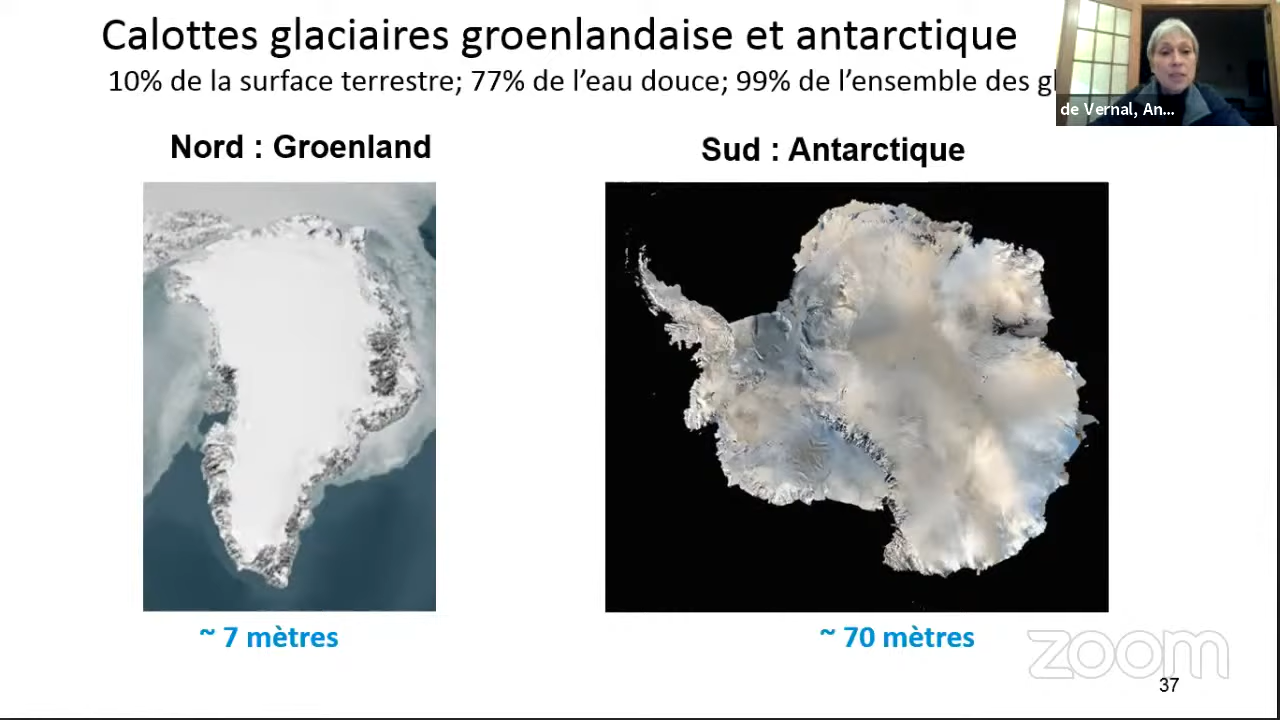 Calottes glaciaires groenlandaise et antarctique
10% de la surface terrestre; 77% de l'eau douce; 99% de l'ensemble des
de Vernal, An...
Nord : Groenland
Sud : Antarctique
~ 7 mètres
~ 70 mètres
zoom
37